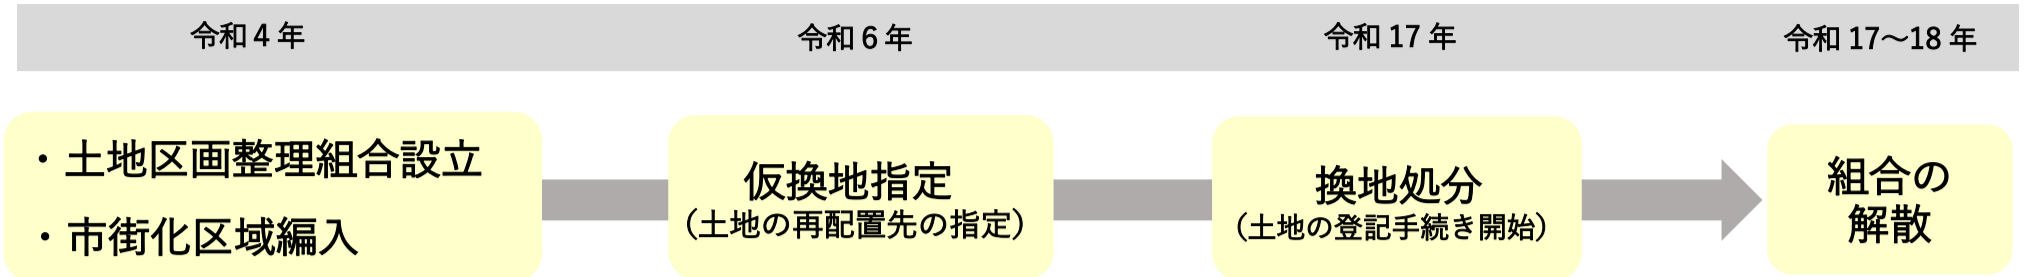 令和4年
令和6年
令和17年
令和17～18年
・土地区画整理組合設立
・市街化区域編入
仮換地指定
（土地の再配置先の指定）
換地処分
（土地の登記手続き開始）
組合の
解散